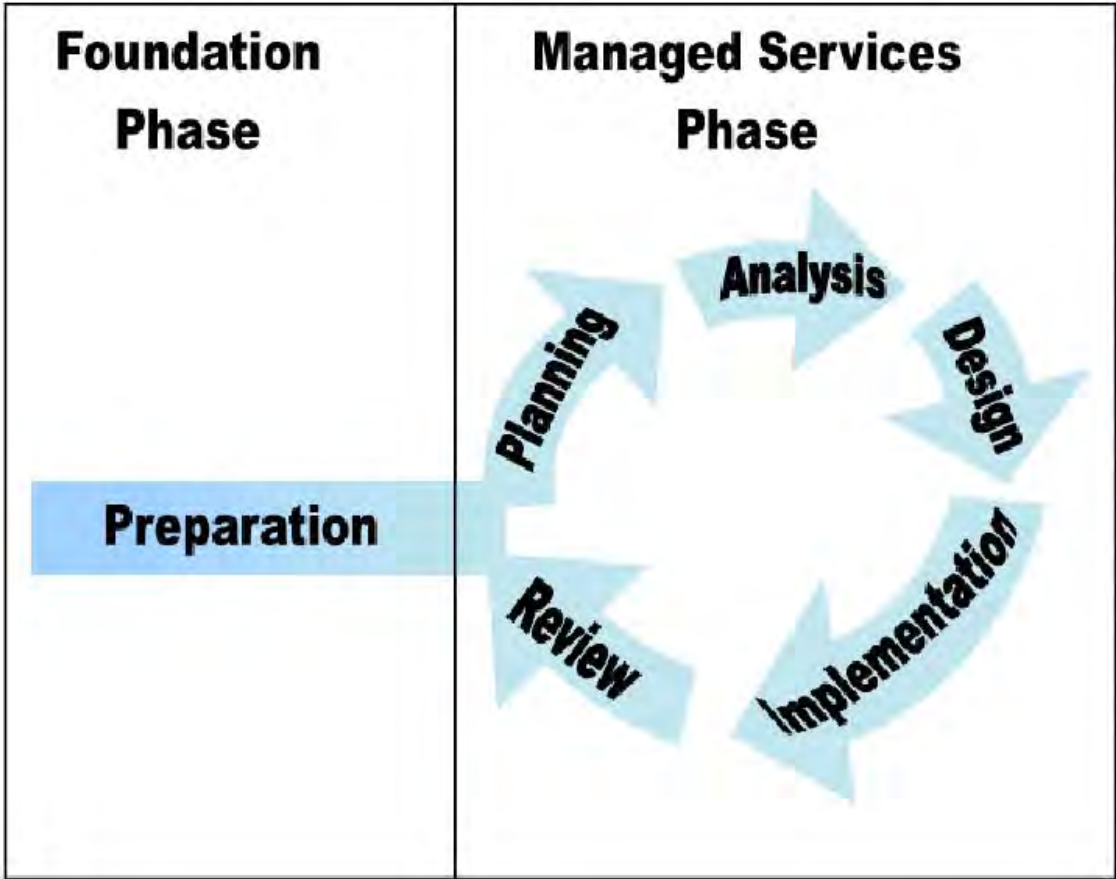 Foundation
Phase
Managed Services
Phase
Preparation
Planning
Analysis
Design
Implementation
Review